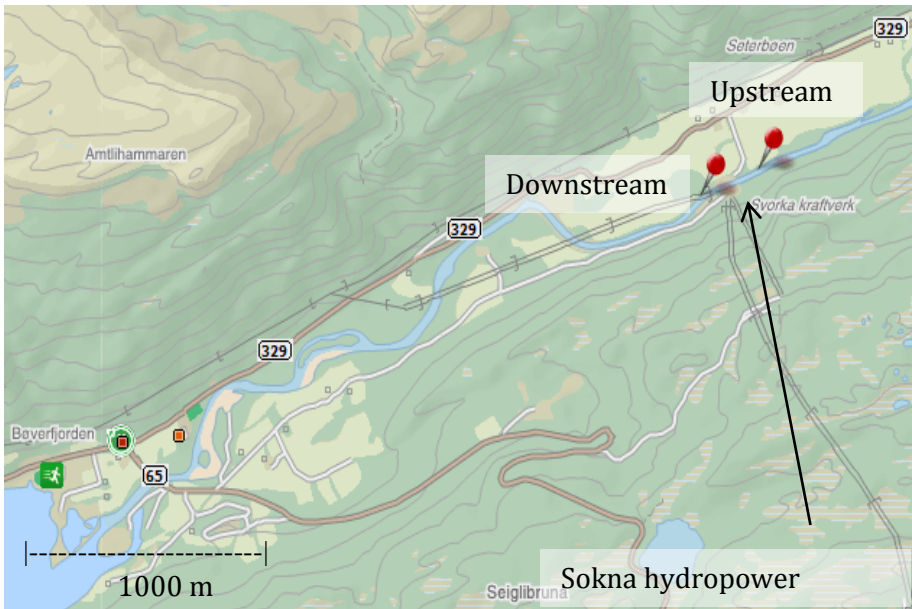 329
Seterbøen
Upstream
Amtlihammaren
Downstream
Svorka kraftverk
329
329
Bøverfjorden
65
1000 m
Sokna hydropower
Seiglibruna